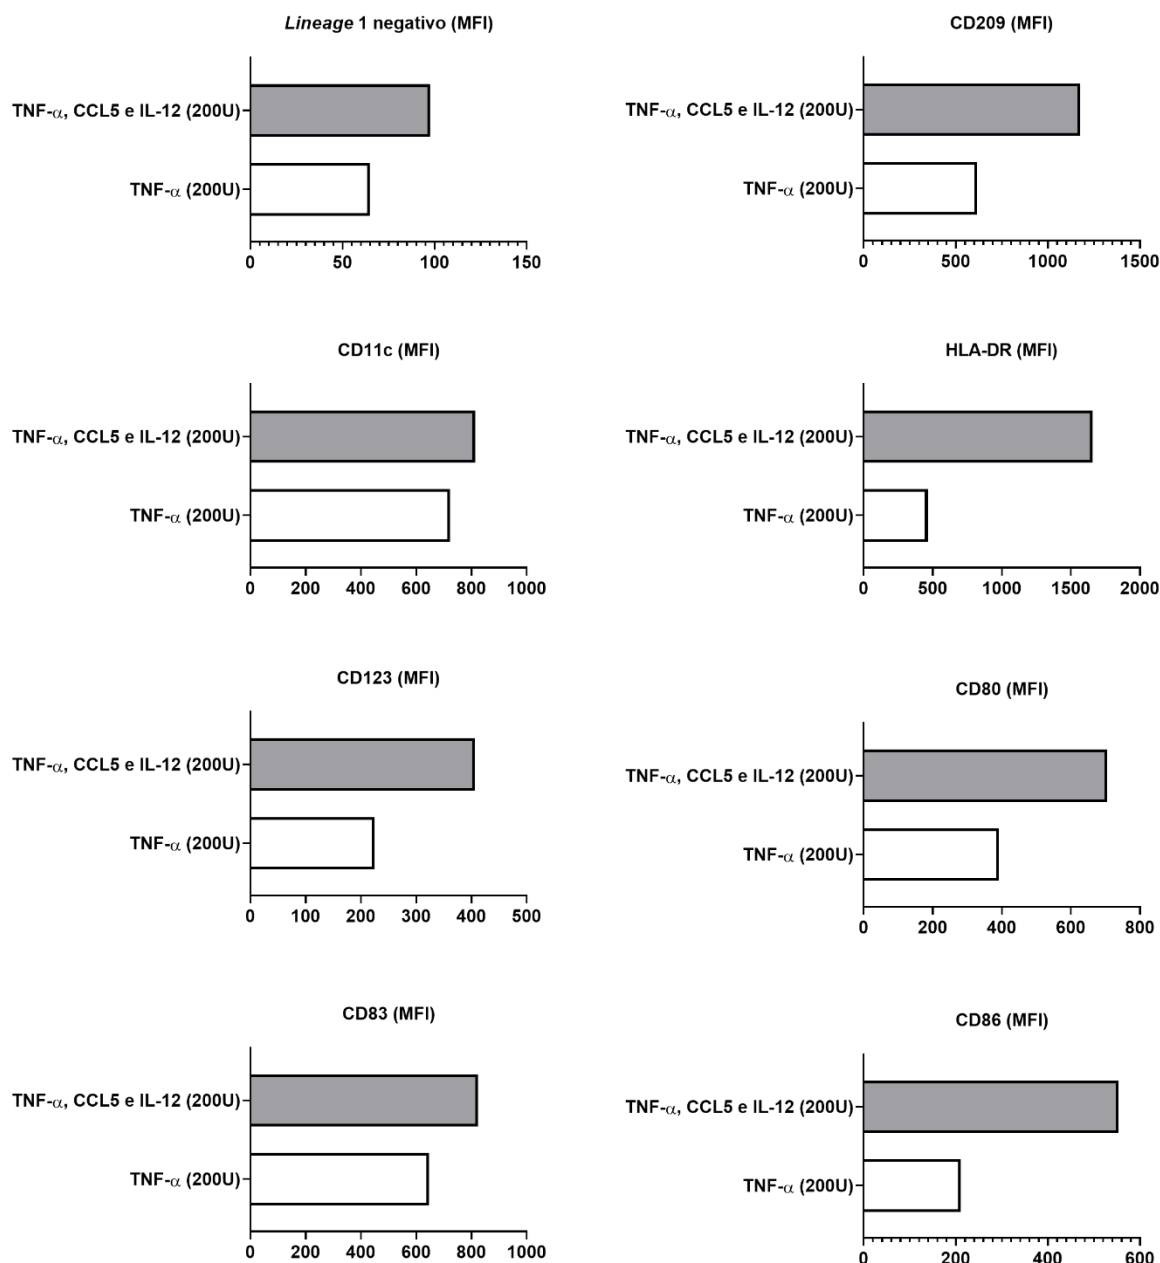 Lineage 1 negativo (MFI)
TNF-α, CCL5 e IL-12 (200U)
TNF-α (200U)
0 50 100 150
CD209 (MFI)
TNF-α, CCL5 e IL-12 (200U)
TNF-α (200U)
0 500 1000 1500
CD11c (MFI)
TNF-α, CCL5 e IL-12 (200U)
TNF-α (200U)
0 200 400 600 800 1000
HLA-DR (MFI)
TNF-α, CCL5 e IL-12 (200U)
TNF-α (200U)
0 500 1000 1500 2000
CD123 (MFI)
TNF-α, CCL5 e IL-12 (200U)
TNF-α (200U)
0 100 200 300 400 500
CD80 (MFI)
TNF-α, CCL5 e IL-12 (200U)
TNF-α (200U)
0 200 400 600 800
CD83 (MFI)
TNF-α, CCL5 e IL-12 (200U)
TNF-α (200U)
0 200 400 600 800 1000
CD86 (MFI)
TNF-α, CCL5 e IL-12 (200U)
TNF-α (200U)
0 200 400 600